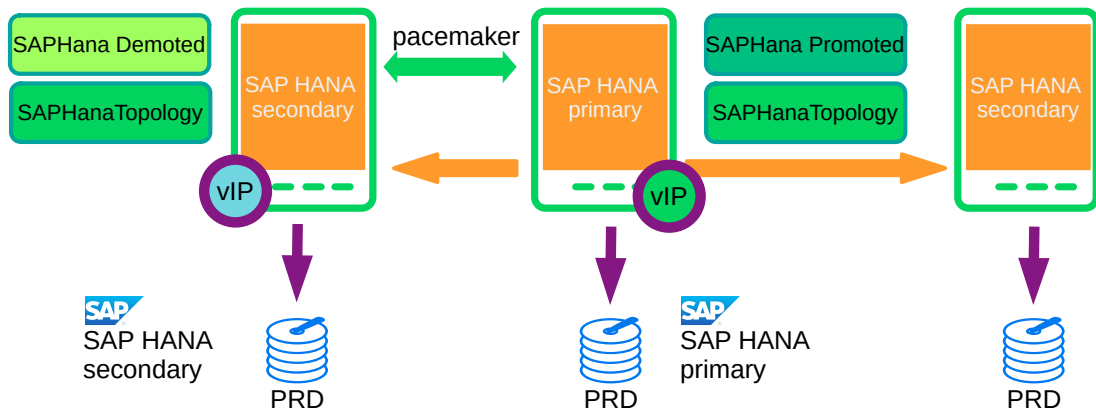 SAPHana Demoted
SAPHanaTopology
SAP HANA
secondary
vIP
pacemaker
SAP HANA
primary
vIP
SAPHana Promoted
SAPHanaTopology
SAP HANA
secondary
SAP
SAP HANA
secondary
PRD
PRD
SAP
SAP HANA
primary
PRD